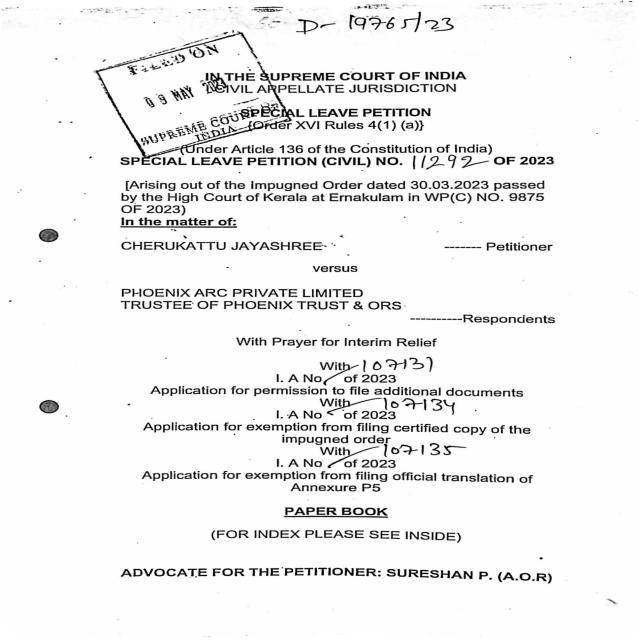 D- 19765/23
FILED ON
09 MAY 2023
SUPREME COURT OF
INDIA
IN THE SUPREME COURT OF INDIA
CIVIL APPELLATE JURISDICTION
SPECIAL LEAVE PETITION
{Order XVI Rules 4(1) (a)}
(Under Article 136 of the Constitution of India)
SPECIAL LEAVE PETITION (CIVIL) NO. 11292 OF 2023
[Arising out of the Impugned Order dated 30.03.2023 passed
by the High Court of Kerala at Ernakulam in WP(C) NO. 9875
OF 2023)
In the matter of:
CHERUKATTU JAYASHREE ------- Petitioner
versus
PHOENIX ARC PRIVATE LIMITED
TRUSTEE OF PHOENIX TRUST & ORS
----------Respondents
With Prayer for Interim Relief
With 107131
I. A No of 2023
Application for permission to file additional documents
With 107134
I. A No of 2023
Application for exemption from filing certified copy of the
impugned order
With 107135
I. A No of 2023
Application for exemption from filing official translation of
Annexure P5
PAPER BOOK
(FOR INDEX PLEASE SEE INSIDE)
ADVOCATE FOR THE PETITIONER: SURESHAN P. (A.O.R)